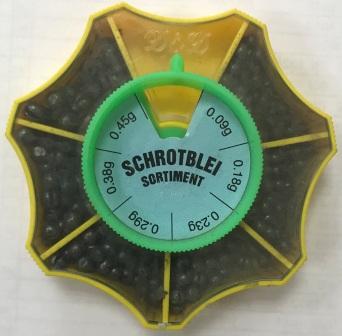 D&D
0.45g
0.09g
0.38g
0.18g
SCHROTBLEI
SORTIMENT
0.29g
0.23g